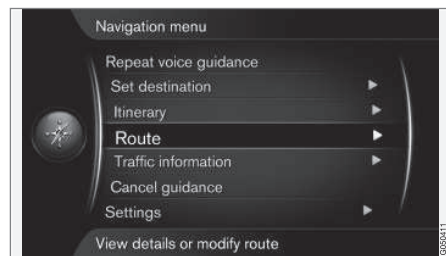 Navigation menu
Repeat voice guidance
Set destination
Itinerary
Route
Traffic information
Cancel guidance
Settings
View details or modify route
G050411